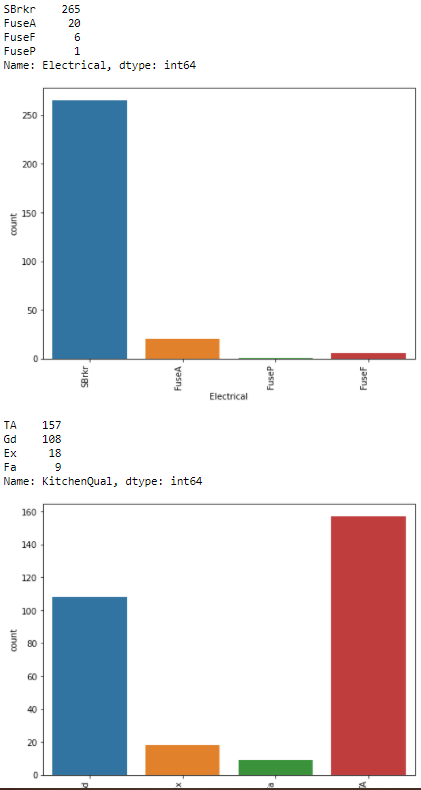 SBrkr    265
FuseA     20
FuseF      6
FuseP      1
Name: Electrical, dtype: int64
250
200
150
100
50
0
count
SBrkr
FuseA
FuseP
FuseF
Electrical
TA    157
Gd    108
Ex     18
Fa      9
Name: KitchenQual, dtype: int64
160
140
120
100
80
60
40
20
0
count